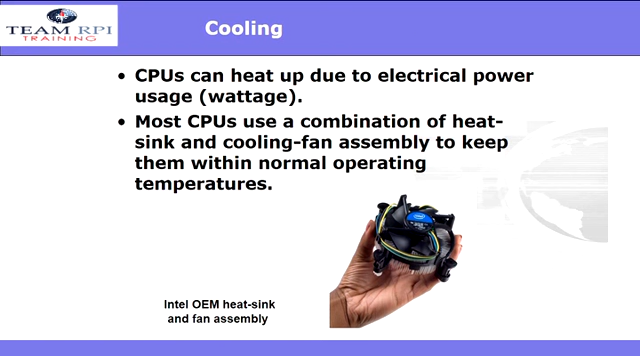 TEAM RPI
TRAINING
Cooling
• CPUs can heat up due to electrical power
usage (wattage).
• Most CPUs use a combination of heat-
sink and cooling-fan assembly to keep
them within normal operating
temperatures.
intel
Intel OEM heat-sink
and fan assembly